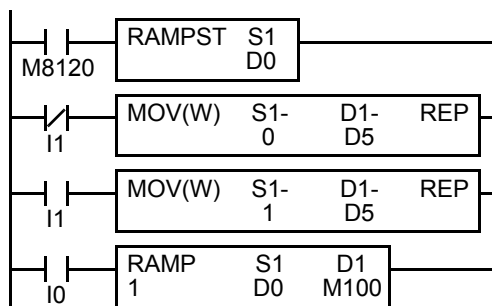 RAMPST S1
D0
M8120
MOV(W) S1- D1- REP
0 D5
I1
MOV(W) S1- D1- REP
1 D5
I1
RAMP S1 D1
1 D0 M100
I0